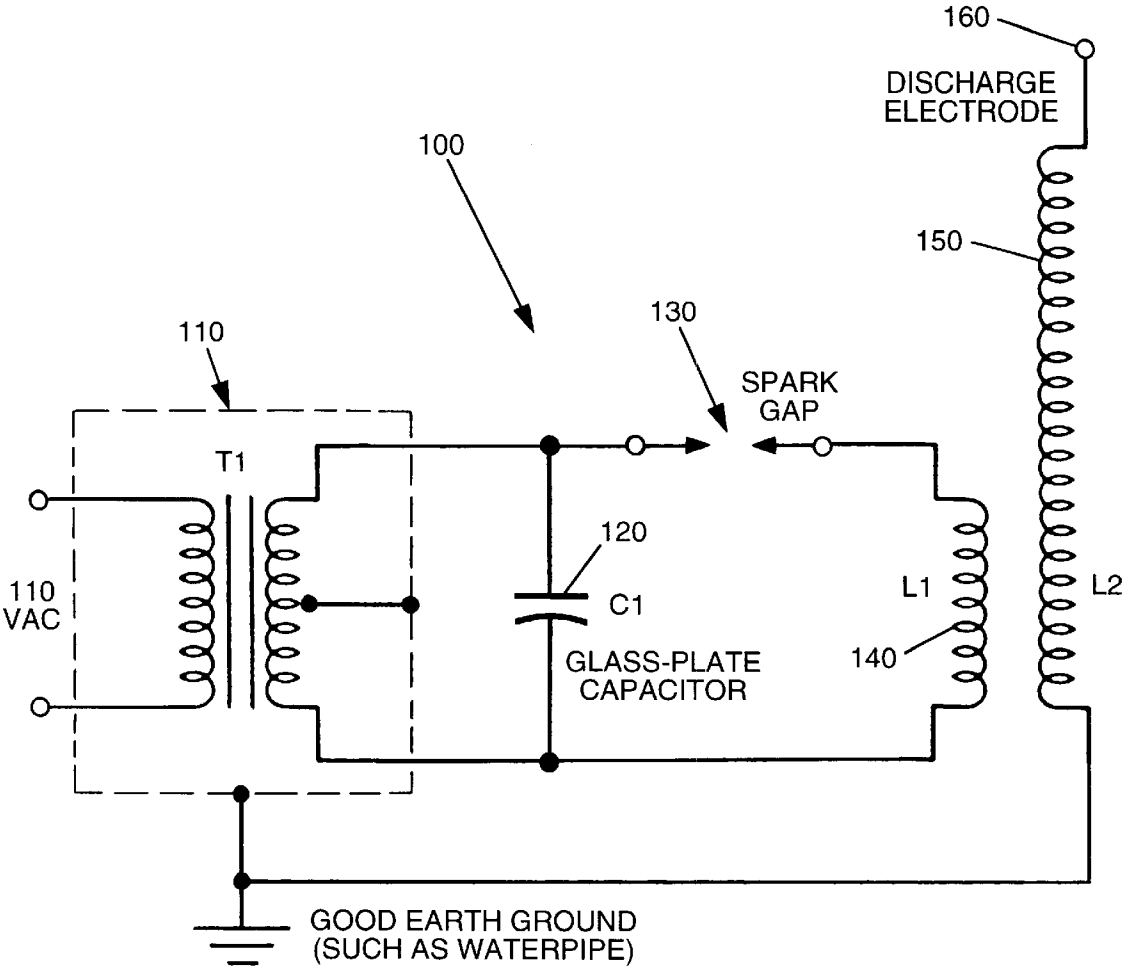 160
DISCHARGE
ELECTRODE
100
150
130
110
SPARK
GAP
T1
120
110
VAC
C1
L1
L2
140
GLASS-PLATE
CAPACITOR
GOOD EARTH GROUND
(SUCH AS WATERPIPE)